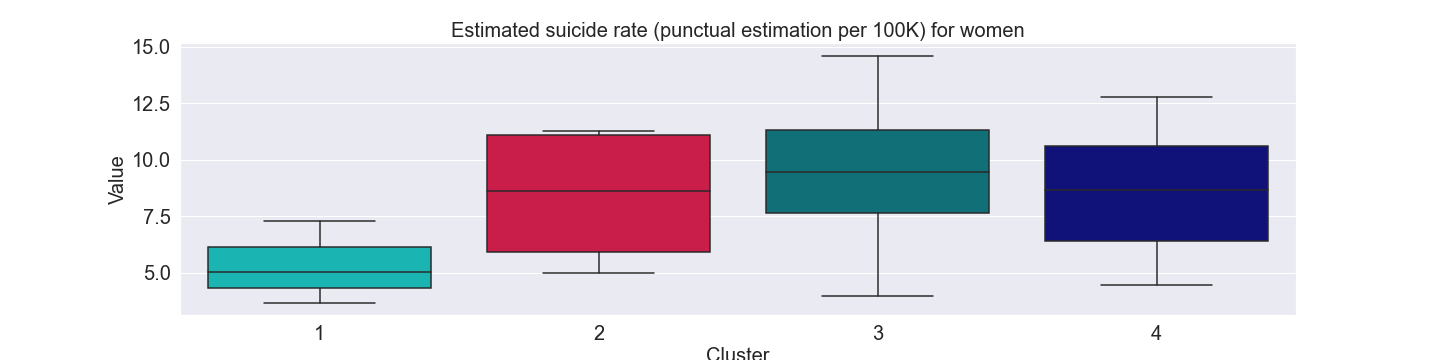 Estimated suicide rate (punctual estimation per 100K) for women
Value
15.0
12.5
10.0
7.5
5.0
1 2 3 4
Cluster